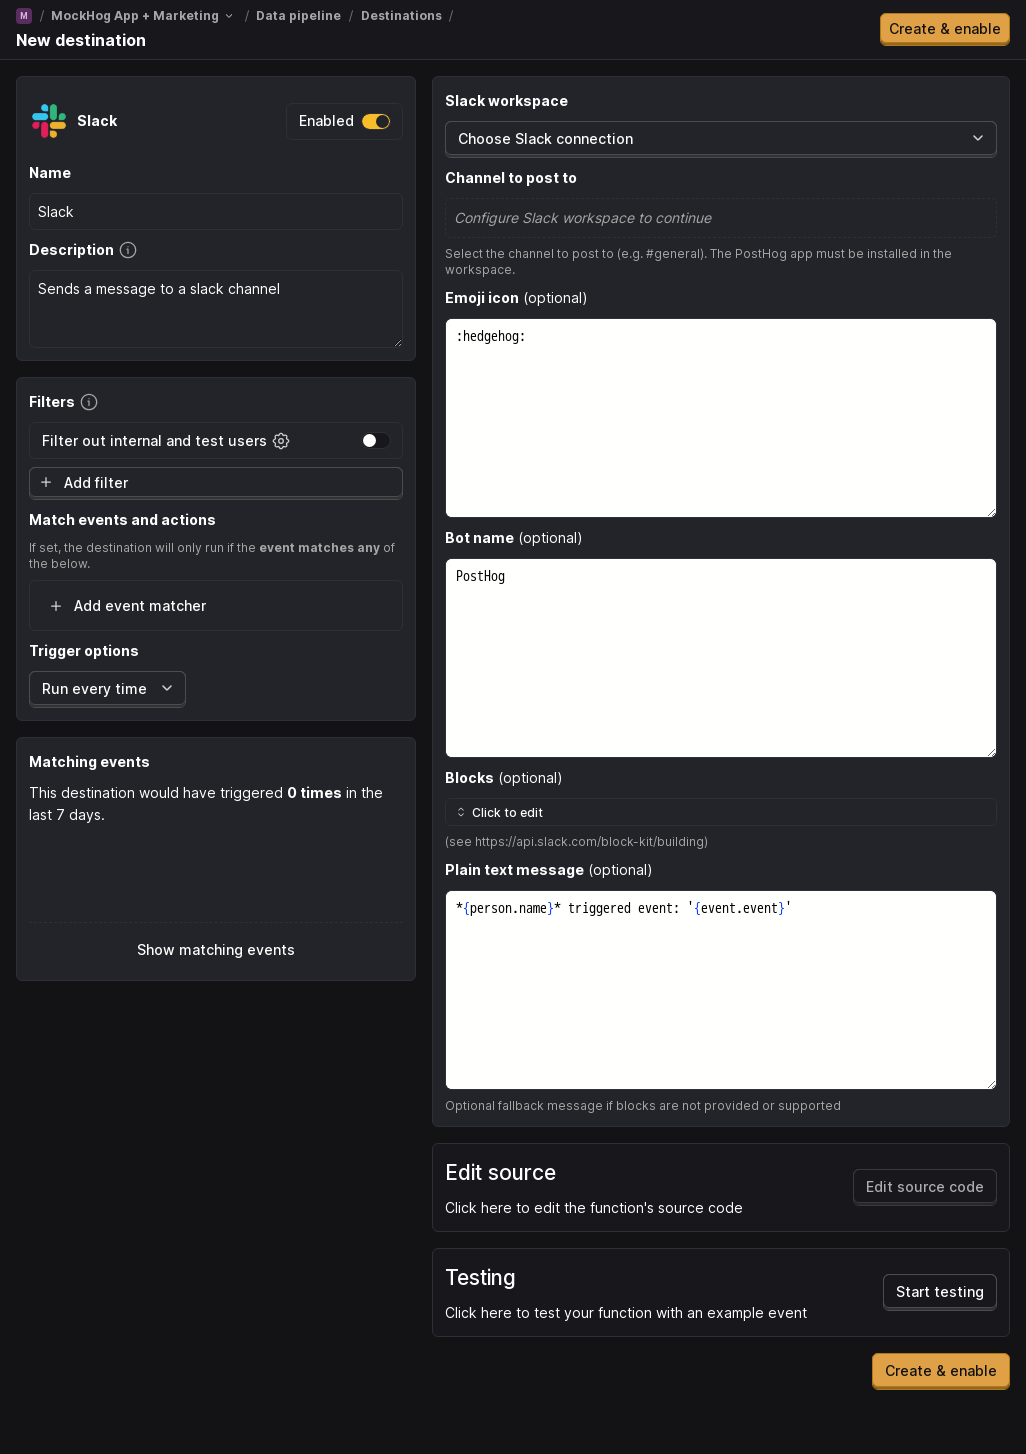 M / MockHog App + Marketing / Data pipeline / Destinations /
New destination
Create & enable
Slack
Enabled
Name
Slack
Description
Sends a message to a slack channel
Filters
Filter out internal and test users
Add filter
Match events and actions
If set, the destination will only run if the event matches any of
the below.
Add event matcher
Trigger options
Run every time
Matching events
This destination would have triggered 0 times in the
last 7 days.
Show matching events
Slack workspace
Choose Slack connection
Channel to post to
Configure Slack workspace to continue
Select the channel to post to (e.g. #general). The PostHog app must be installed in the
workspace.
Emoji icon (optional)
:hedgehog:
Bot name (optional)
PostHog
Blocks (optional)
Click to edit
(see https://api.slack.com/block-kit/building)
Plain text message (optional)
*{person.name}* triggered event: '{event.event}'
Optional fallback message if blocks are not provided or supported
Edit source
Click here to edit the function's source code
Edit source code
Testing
Click here to test your function with an example event
Start testing
Create & enable